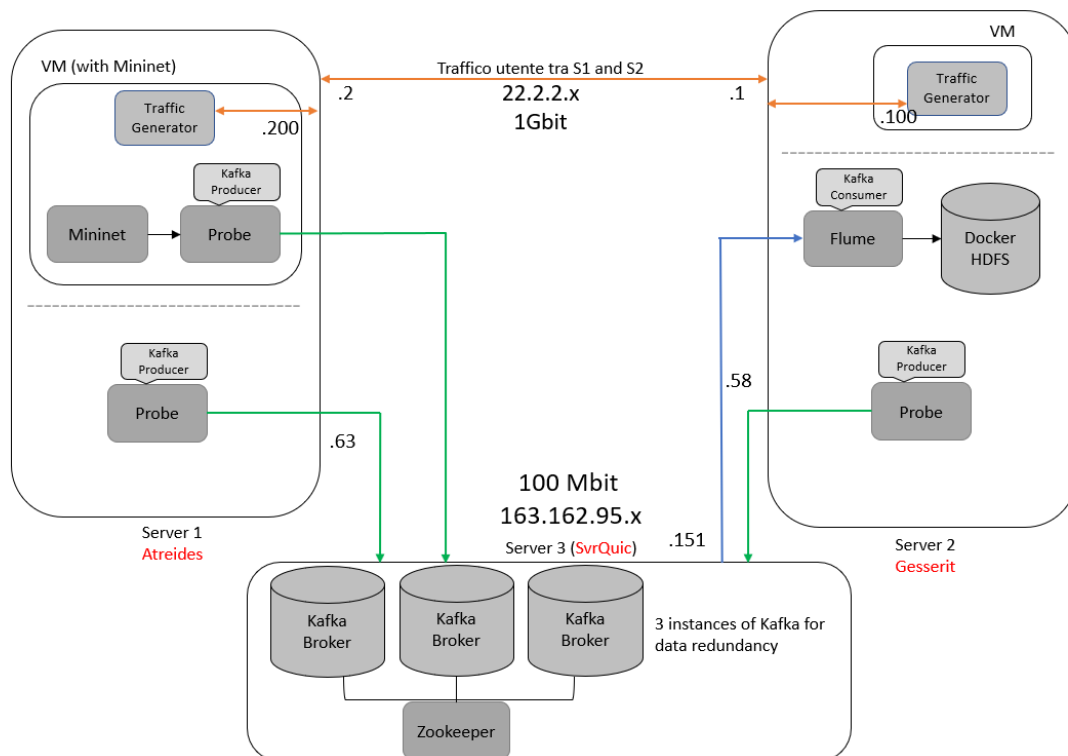 VM (with Mininet)
Traffic
Generator
.200
Kafka
Producer
Mininet
Probe
Kafka
Producer
Probe
.63
Server 1
Atreides
Traffico utente tra S1 and S2
.2
22.2.2.x
.1
1Gbit
VM
Traffic
Generator
.100
Kafka
Consumer
Flume
Docker
HDFS
Kafka
Producer
Probe
.58
Server 2
Gesserit
100 Mbit
163.162.95.x
Server 3 (SvrQuic)
.151
Kafka
Broker
Kafka
Broker
Kafka
Broker
3 instances of Kafka for
data redundancy
Zookeeper